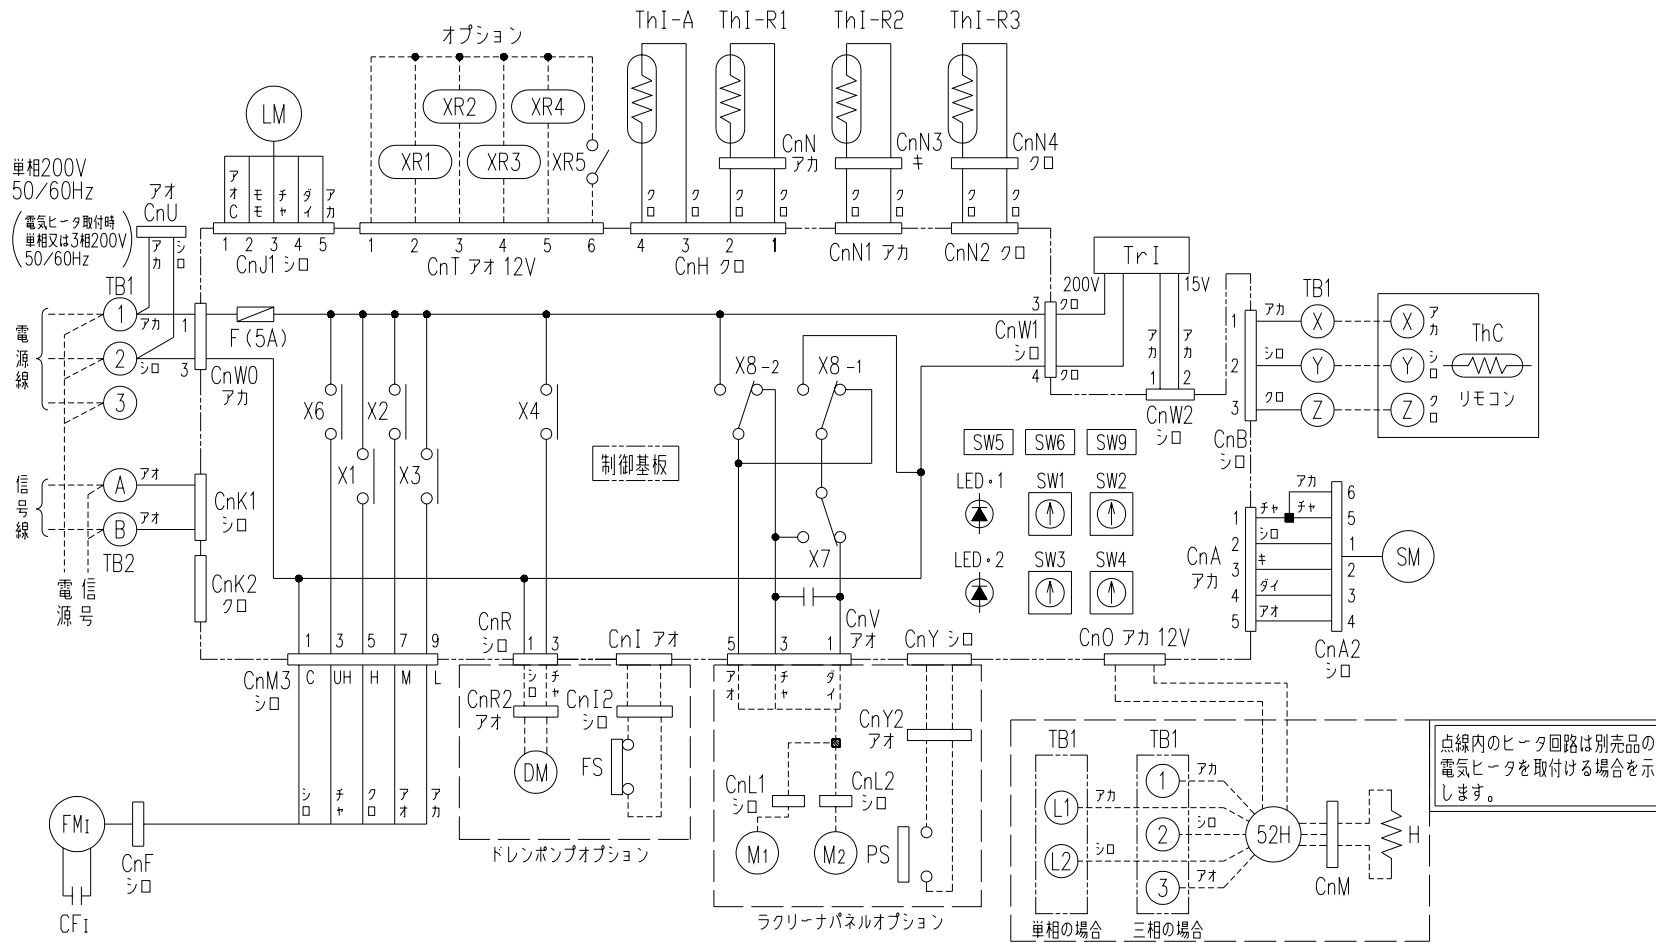 オプション
ThI-A
ThI-R1
ThI-R2
ThI-R3
LM
XR1
XR2
XR3
XR4
XR5
CnN
アカ
CnN3
キ
CnN4
クロ
単相200V
50/60Hz
(電気ヒータ取付時
単相又は3相200V
50/60Hz)
アオ
CnU
アカ
シロ
アオC
モモ
チャ
ダイ
アカ
クロ
クロ
クロ
クロ
クロ
クロ
クロ
クロ
1 2 3 4 5
CnJ1 シロ
1 2 3 4 5 6
CnT アオ 12V
4 3 2 1
CnH クロ
CnN1 アカ
CnN2 クロ
TrI
200V
15V
電源線
TB1
1
アカ
2
シロ
3
1
3
CnW0
アカ
F(5A)
3 クロ
CnW1
シロ
4 クロ
アカ
アカ
1 2
CnW2
シロ
1
2
3
CnB
シロ
アカ
シロ
クロ
TB1
X
Y
Z
X
アカ
Y
シロ
Z
クロ
ThC
リモコン
X6
X2
X1
X3
X4
X8-2
X8-1
X7
制御基板
SW5
SW6
SW9
LED・1
SW1
SW2
LED・2
SW3
SW4
信号線
A
アオ
B
アオ
TB2
CnK1
シロ
CnK2
クロ
電源
信号
CnA
アカ
1 チャ
2 シロ
3 キ
4 ダイ
5 アオ
アカ
チャ
6
5
1
2
3
4
SM
CnA2
シロ
1 3 5 7 9
CnM3
シロ
C UH H M L
シロ
チャ
クロ
アオ
アカ
FMI
CnF
シロ
CFI
CnR
シロ
1 3
シロ
チャ
CnR2
アオ
DM
CnI アオ
CnI2
シロ
FS
ドレンポンプオプション
5 3 1
CnV
アオ
アオ
チャ
ダイ
CnL1
シロ
CnL2
シロ
M1
M2
CnY シロ
CnY2
アオ
PS
ラクリーナパネルオプション
CnO アカ 12V
TB1
L1
アカ
L2
シロ
単相の場合
TB1
1
アカ
2
シロ
3
アオ
三相の場合
52H
CnM
H
点線内のヒータ回路は別売品の
電気ヒータを取付ける場合を示
します。